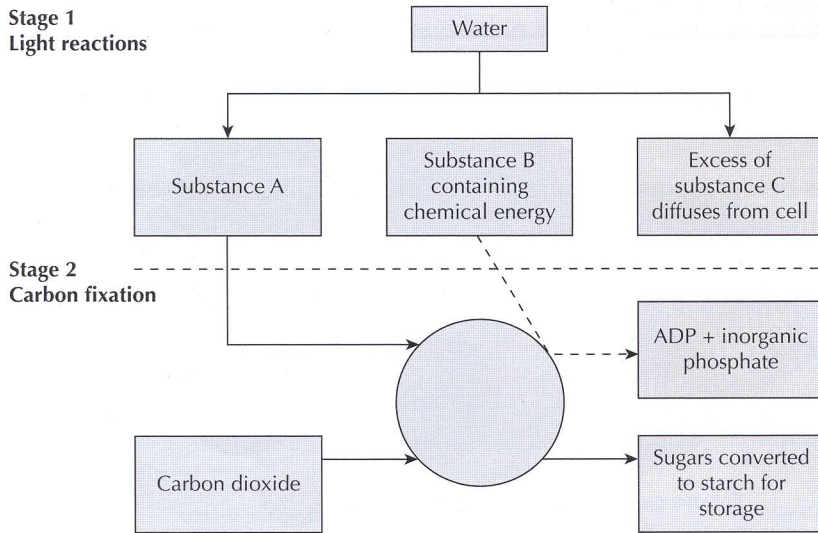 Stage 1
Light reactions
Water
Substance A
Substance B
containing
chemical energy
Excess of
substance C
diffuses from cell
Stage 2
Carbon fixation
ADP + inorganic
phosphate
Carbon dioxide
Sugars converted
to starch for
storage